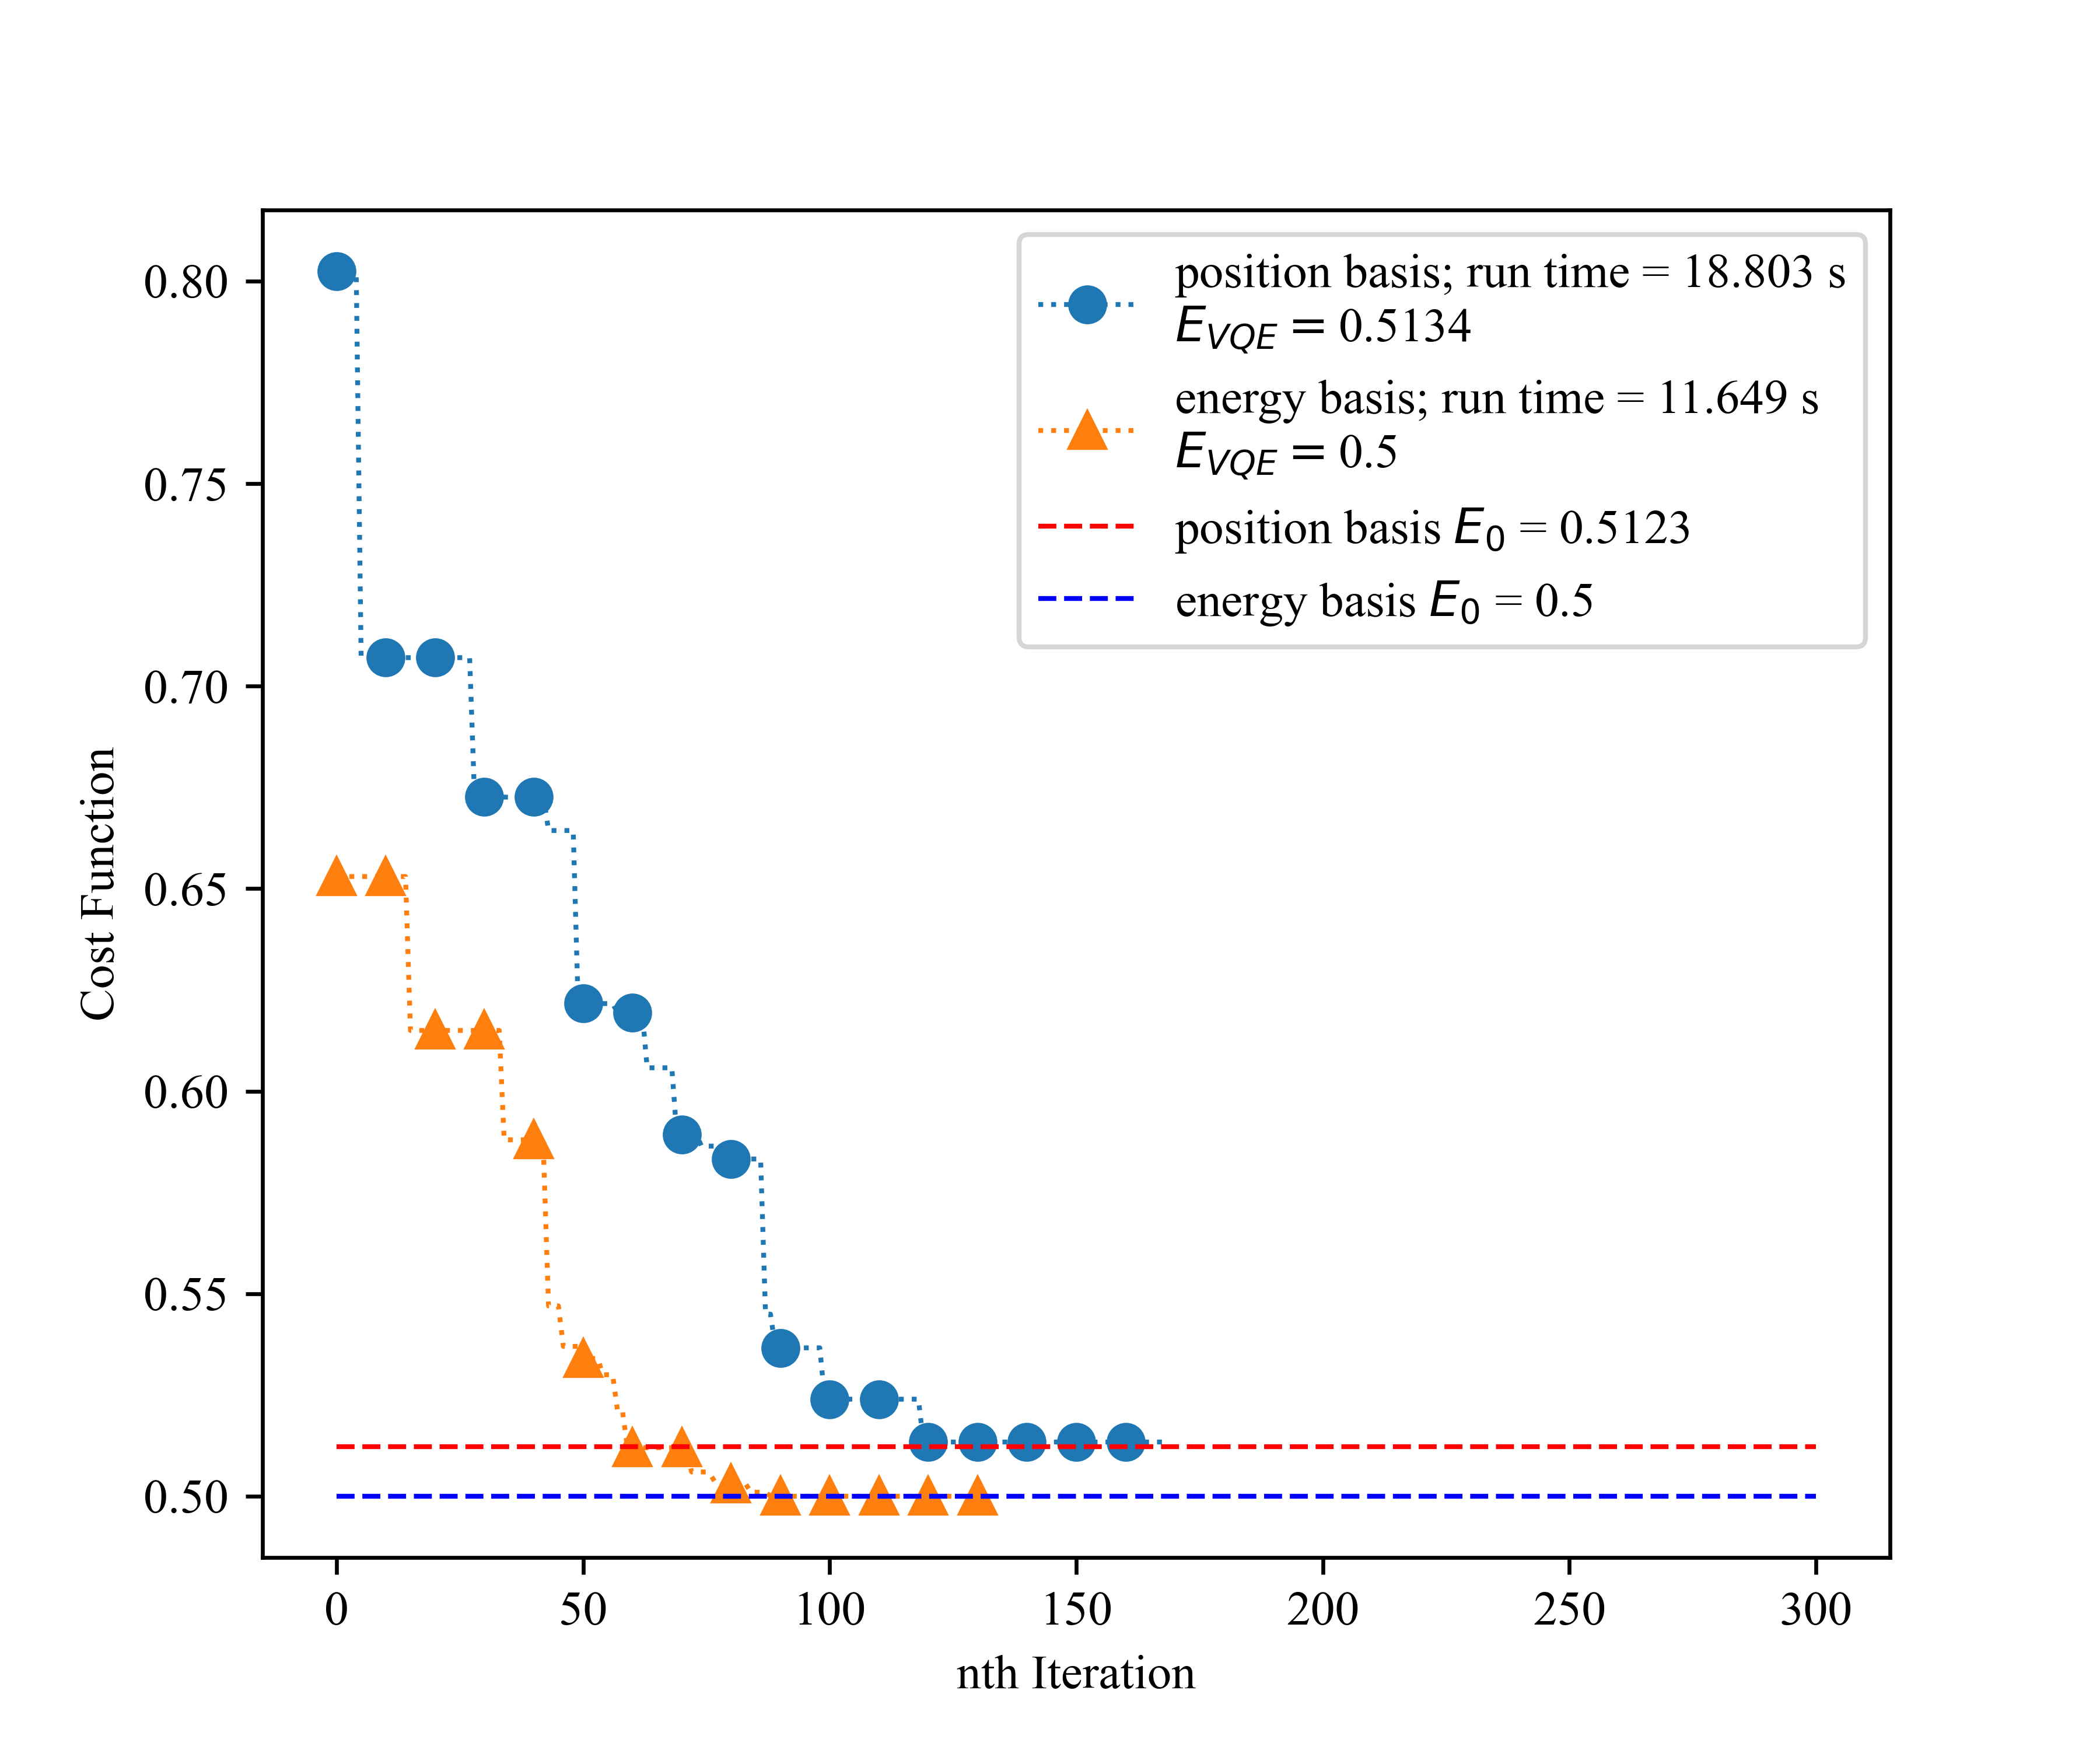 position basis; run time = 18.803 s
E_VQE = 0.5134
energy basis; run time = 11.649 s
E_VQE = 0.5
position basis E_0 = 0.5123
energy basis E_0 = 0.5
0.80
0.75
0.70
0.65
0.60
0.55
0.50
Cost Function
0 50 100 150 200 250 300
nth Iteration